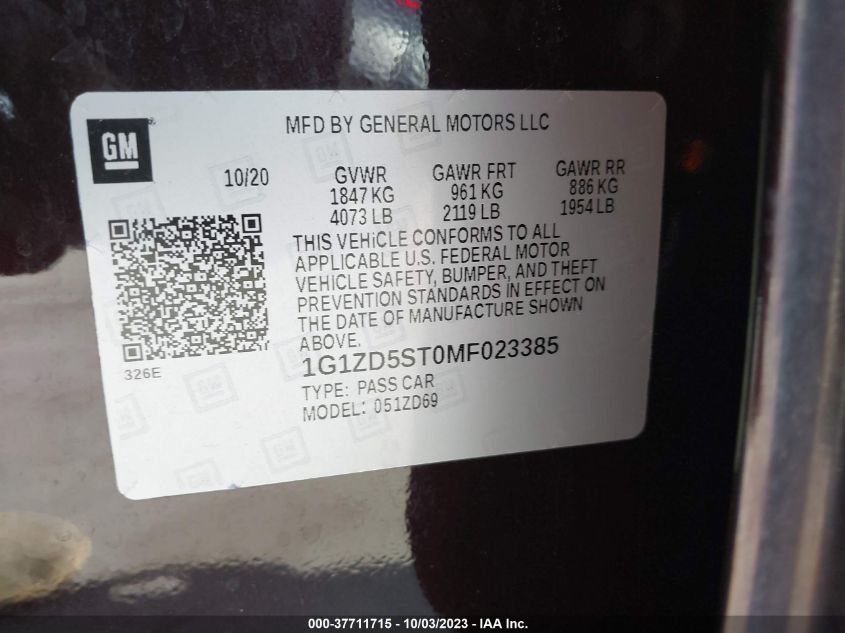 GM
MFD BY GENERAL MOTORS LLC
10/20
GVWR GAWR FRT GAWR RR
1847 KG 961 KG 886 KG
4073 LB 2119 LB 1954 LB
THIS VEHiCLE CONFORMS TO ALL
APPLICABLE U.S. FEDERAL MOTOR
VEHICLE SAFETY, BUMPER, AND THEFT
PREVENTION STANDARDS IN EFFECT ON
THE DATE OF MANUFACTURE SHOWN
ABOVE.
326E
1G1ZD5ST0MF023385
TYPE: PASS CAR
MODEL: 051ZD69
000-37711715 - 10/03/2023 - IAA Inc.